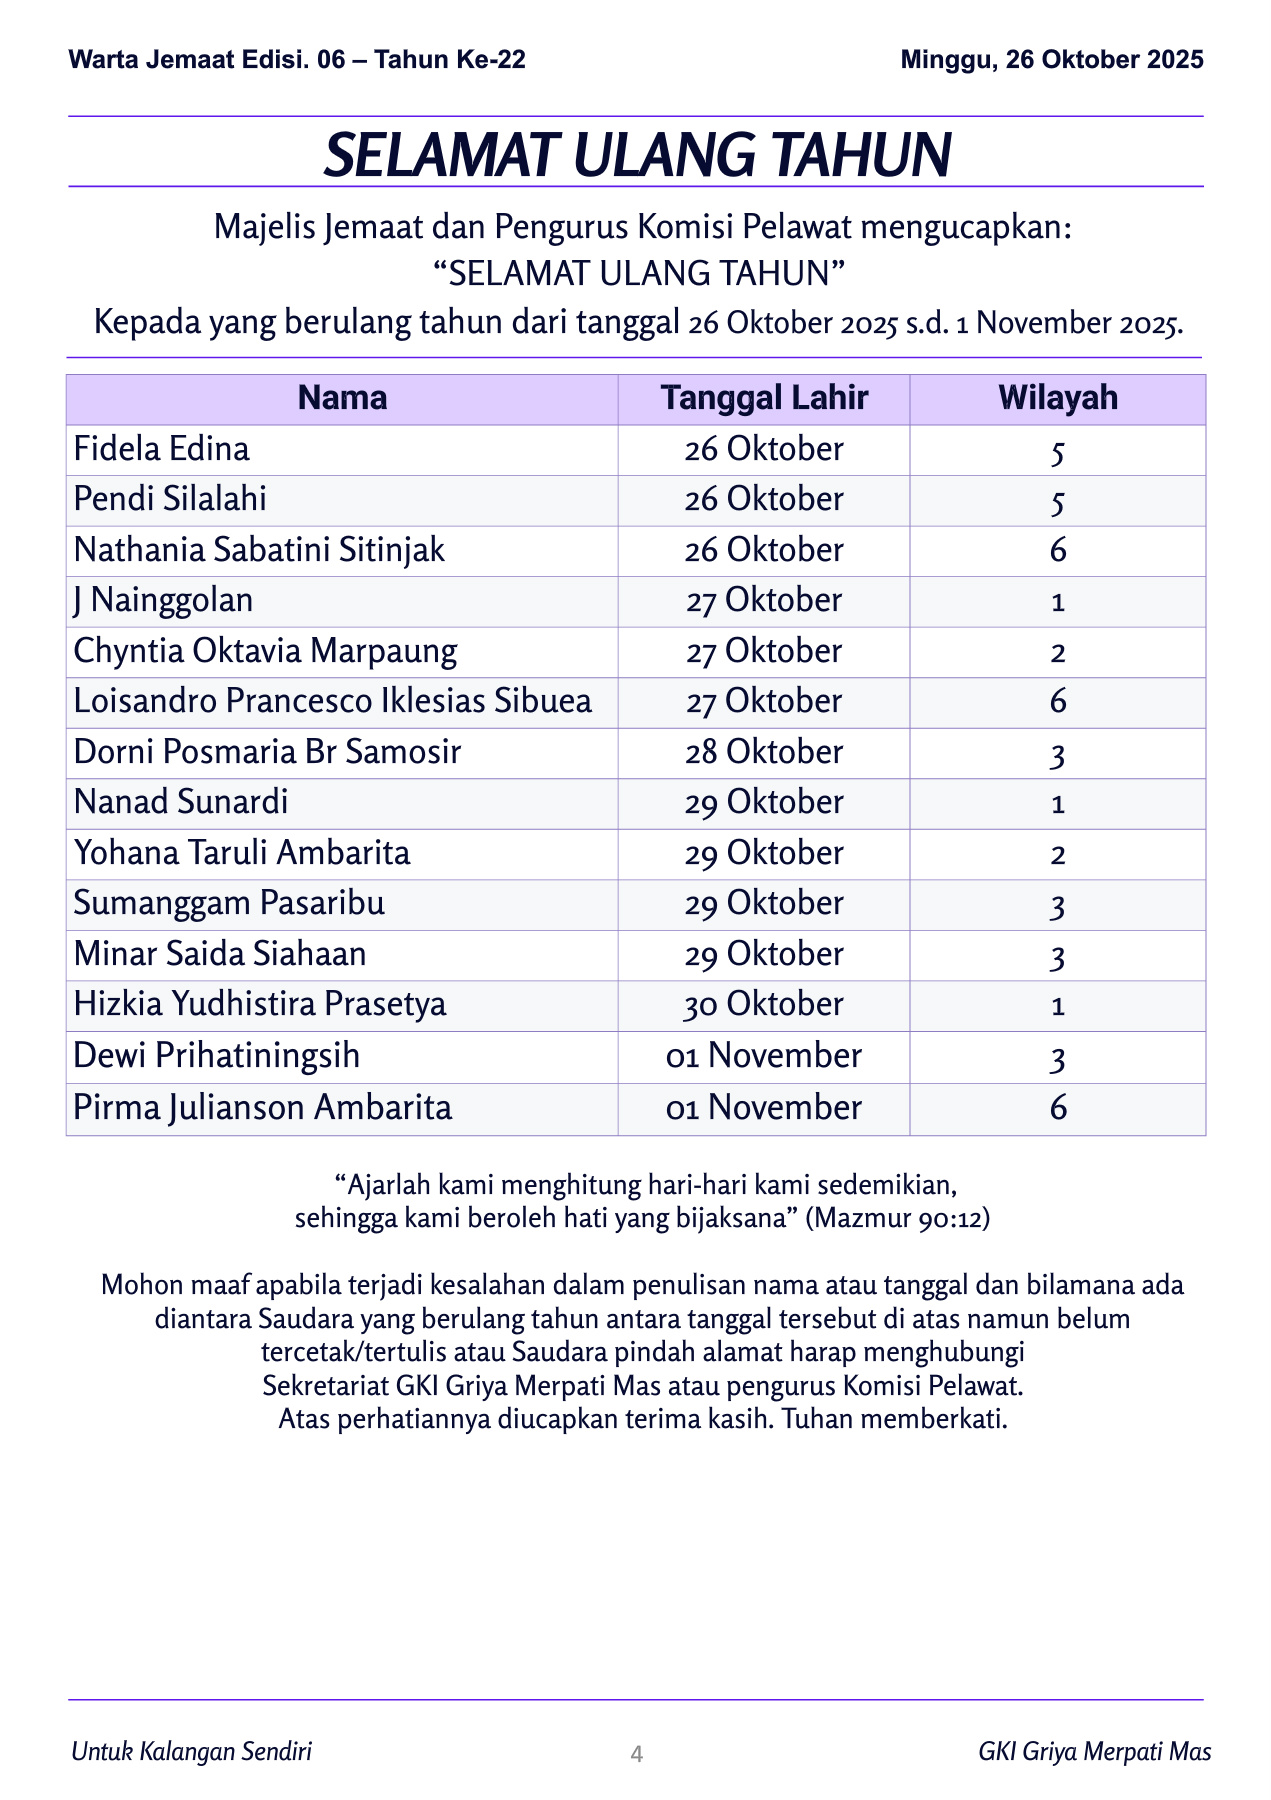 Warta Jemaat Edisi. 06 – Tahun Ke-22 Minggu, 26 Oktober 2025
SELAMAT ULANG TAHUN
Majelis Jemaat dan Pengurus Komisi Pelawat mengucapkan:
“SELAMAT ULANG TAHUN”
Kepada yang berulang tahun dari tanggal 26 Oktober 2025 s.d. 1 November 2025.
Nama Tanggal Lahir Wilayah
Fidela Edina 26 Oktober 5
Pendi Silalahi 26 Oktober 5
Nathania Sabatini Sitinjak 26 Oktober 6
J Nainggolan 27 Oktober 1
Chyntia Oktavia Marpaung 27 Oktober 2
Loisandro Prancesco Iklesias Sibuea 27 Oktober 6
Dorni Posmaria Br Samosir 28 Oktober 3
Nanad Sunardi 29 Oktober 1
Yohana Taruli Ambarita 29 Oktober 2
Sumanggam Pasaribu 29 Oktober 3
Minar Saida Siahaan 29 Oktober 3
Hizkia Yudhistira Prasetya 30 Oktober 1
Dewi Prihatiningsih 01 November 3
Pirma Julianson Ambarita 01 November 6
“Ajarlah kami menghitung hari-hari kami sedemikian,
sehingga kami beroleh hati yang bijaksana” (Mazmur 90:12)
Mohon maaf apabila terjadi kesalahan dalam penulisan nama atau tanggal dan bilamana ada
diantara Saudara yang berulang tahun antara tanggal tersebut di atas namun belum
tercetak/tertulis atau Saudara pindah alamat harap menghubungi
Sekretariat GKI Griya Merpati Mas atau pengurus Komisi Pelawat.
Atas perhatiannya diucapkan terima kasih. Tuhan memberkati.
Untuk Kalangan Sendiri 4 GKI Griya Merpati Mas